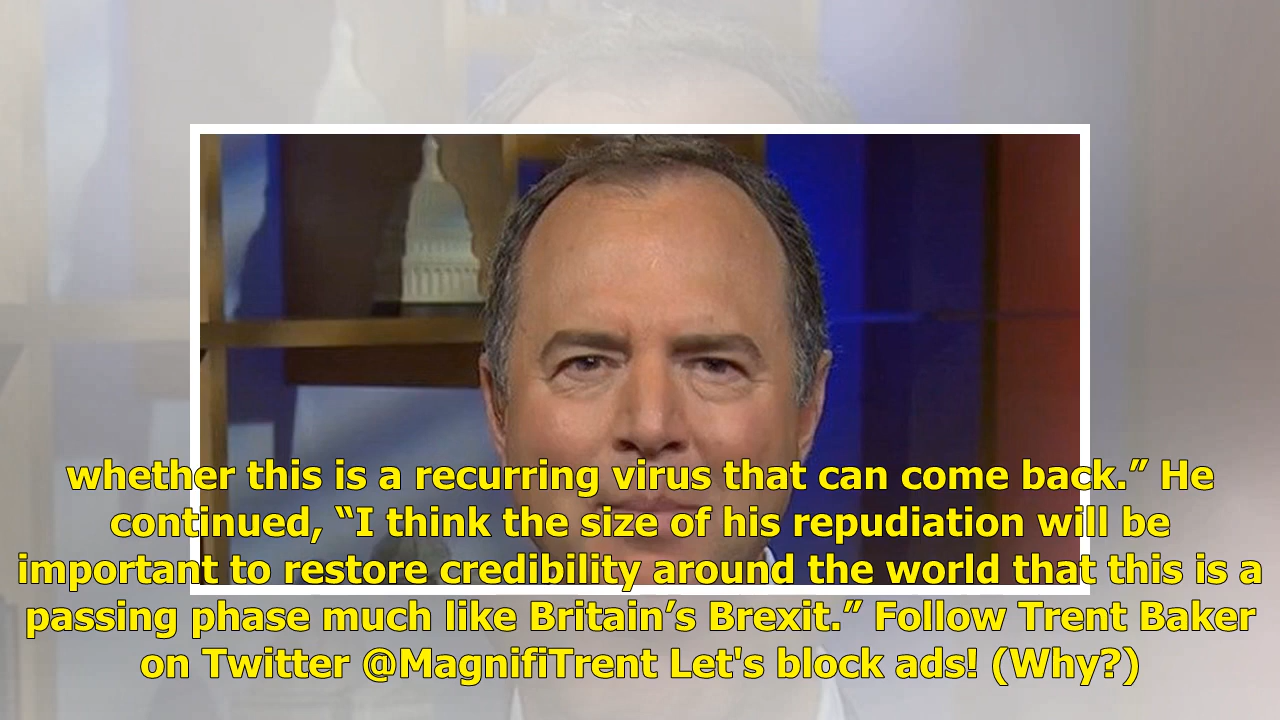 whether this is a recurring virus that can come back.” He
continued, “I think the size of his repudiation will be
important to restore credibility around the world that this is a
passing phase much like Britain’s Brexit.” Follow Trent Baker
on Twitter @MagnifiTrent Let's block ads! (Why?)